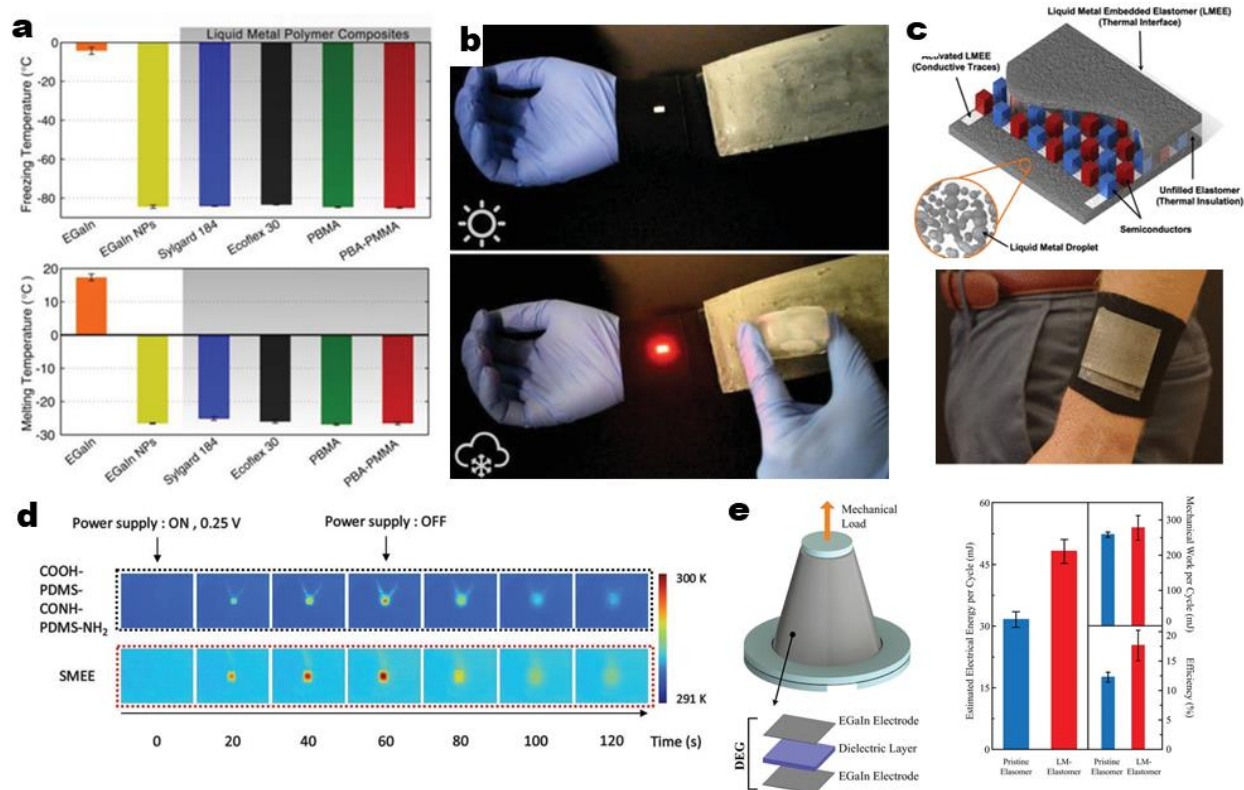 a
Liquid Metal Polymer Composites
Freezing Temperature (°C)
0
-20
-40
-60
-80
EGaIn
EGaIn NPs
Sylgard 184
Ecoflex 30
PBMA
PBA-PMMA
Melting Temperature (°C)
20
10
0
-10
-20
-30
EGaIn
EGaIn NPs
Sylgard 184
Ecoflex 30
PBMA
PBA-PMMA
b
c
Liquid Metal Embedded Elastomer (LMEE)
(Thermal Interface)
Activated LMEE
(Conductive Traces)
Unfilled Elastomer
(Thermal Insulation)
Semiconductors
Liquid Metal Droplet
d
Power supply : ON , 0.25 V
Power supply : OFF
COOH-
PDMS-
CONH-
PDMS-NH₂
SMEE
300 K
291 K
0 20 40 60 80 100 120 Time (s)
e
Mechanical
Load
DEG
EGaIn Electrode
Dielectric Layer
EGaIn Electrode
Estimated Electrical Energy per Cycle (mJ)
60
45
30
15
0
Pristine
Elasomer
LM-
Elastomer
Mechanical Work per
Cycle (mJ)
300
200
100
0
Efficiency (%)
20
15
10
5
0
Pristine
Elasomer
LM-
Elastomer